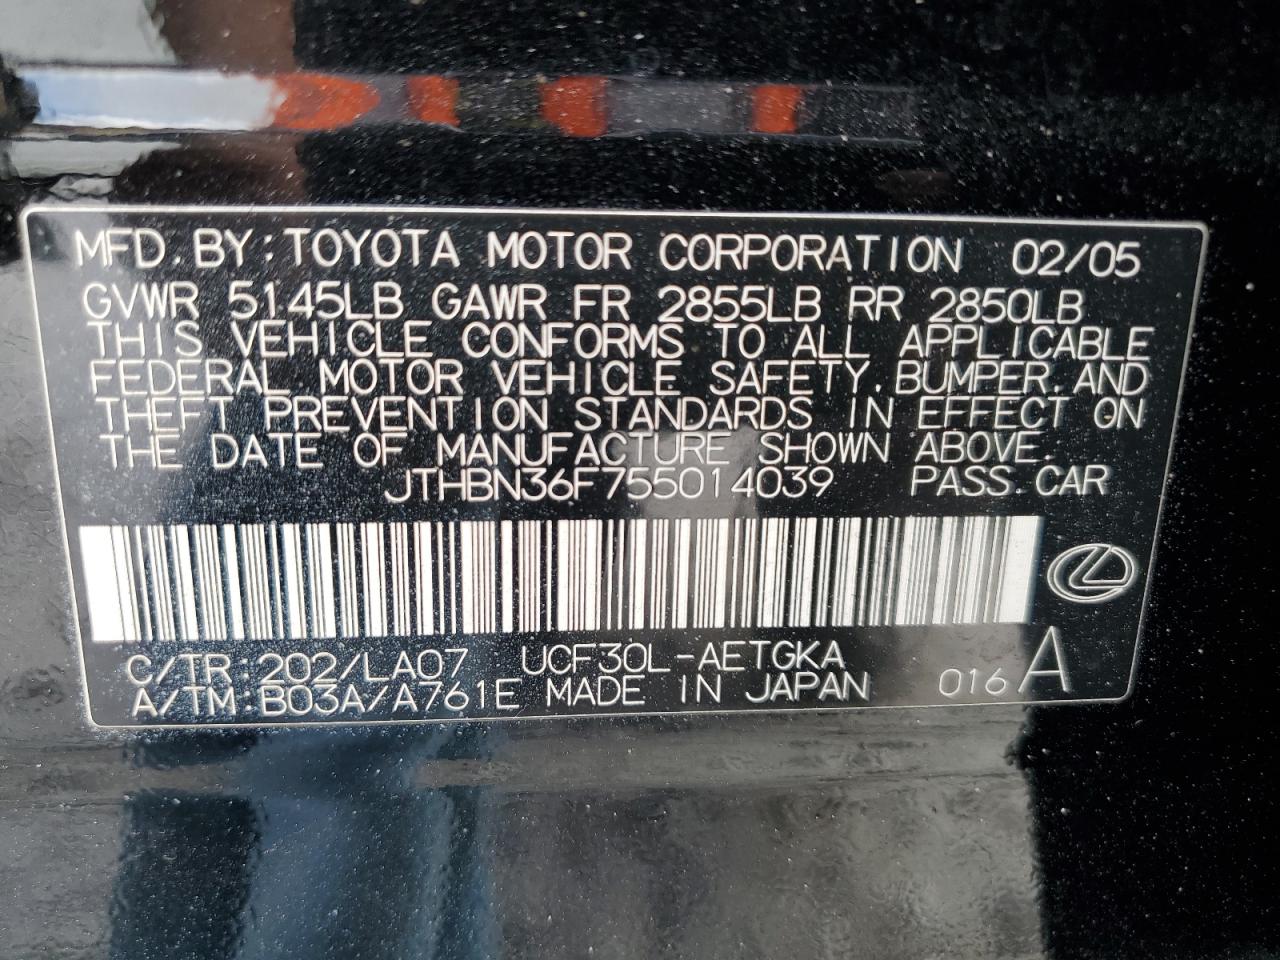 MFD. BY: TOYOTA MOTOR CORPORATION 02/05
GVWR 5145LB GAWR FR 2855LB RR 2850LB
THIS VEHICLE CONFORMS TO ALL APPLICABLE
FEDERAL MOTOR VEHICLE SAFETY, BUMPER, AND
THEFT PREVENTION STANDARDS IN EFFECT ON
THE DATE OF MANUFACTURE SHOWN ABOVE.
JTHBN36F755014039 PASS. CAR
C/TR: 202/LA07 UCF30L-AETGKA
A/TM: B03A/A761E MADE IN JAPAN 016 A